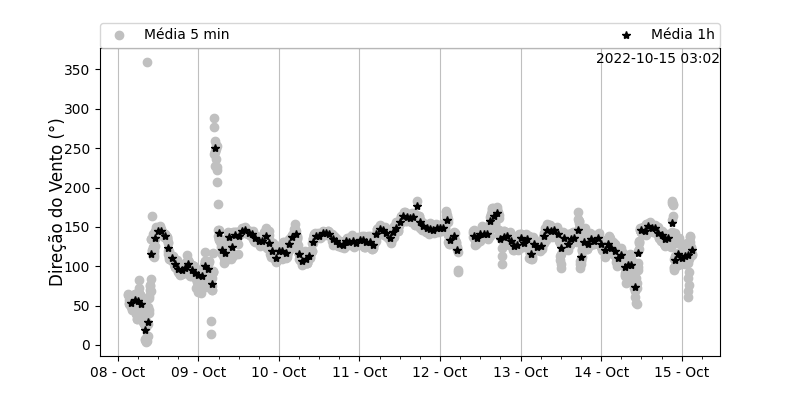 Média 5 min
Média 1h
2022-10-15 03:02
Direção do Vento (°)
350
300
250
200
150
100
50
0
08 - Oct
09 - Oct
10 - Oct
11 - Oct
12 - Oct
13 - Oct
14 - Oct
15 - Oct